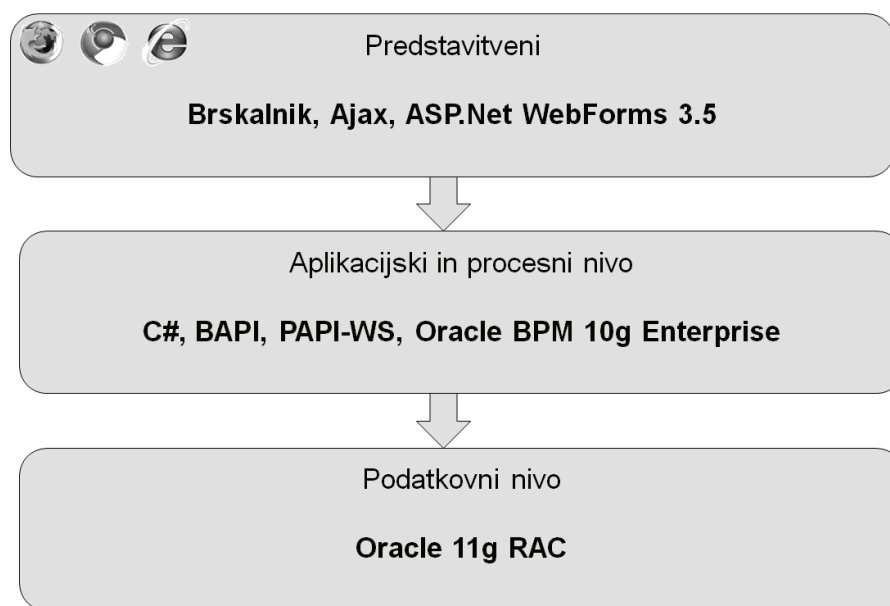 Predstavitveni
Brskalnik, Ajax, ASP.Net WebForms 3.5
Aplikacijski in procesni nivo
C#, BAPI, PAPI-WS, Oracle BPM 10g Enterprise
Podatkovni nivo
Oracle 11g RAC